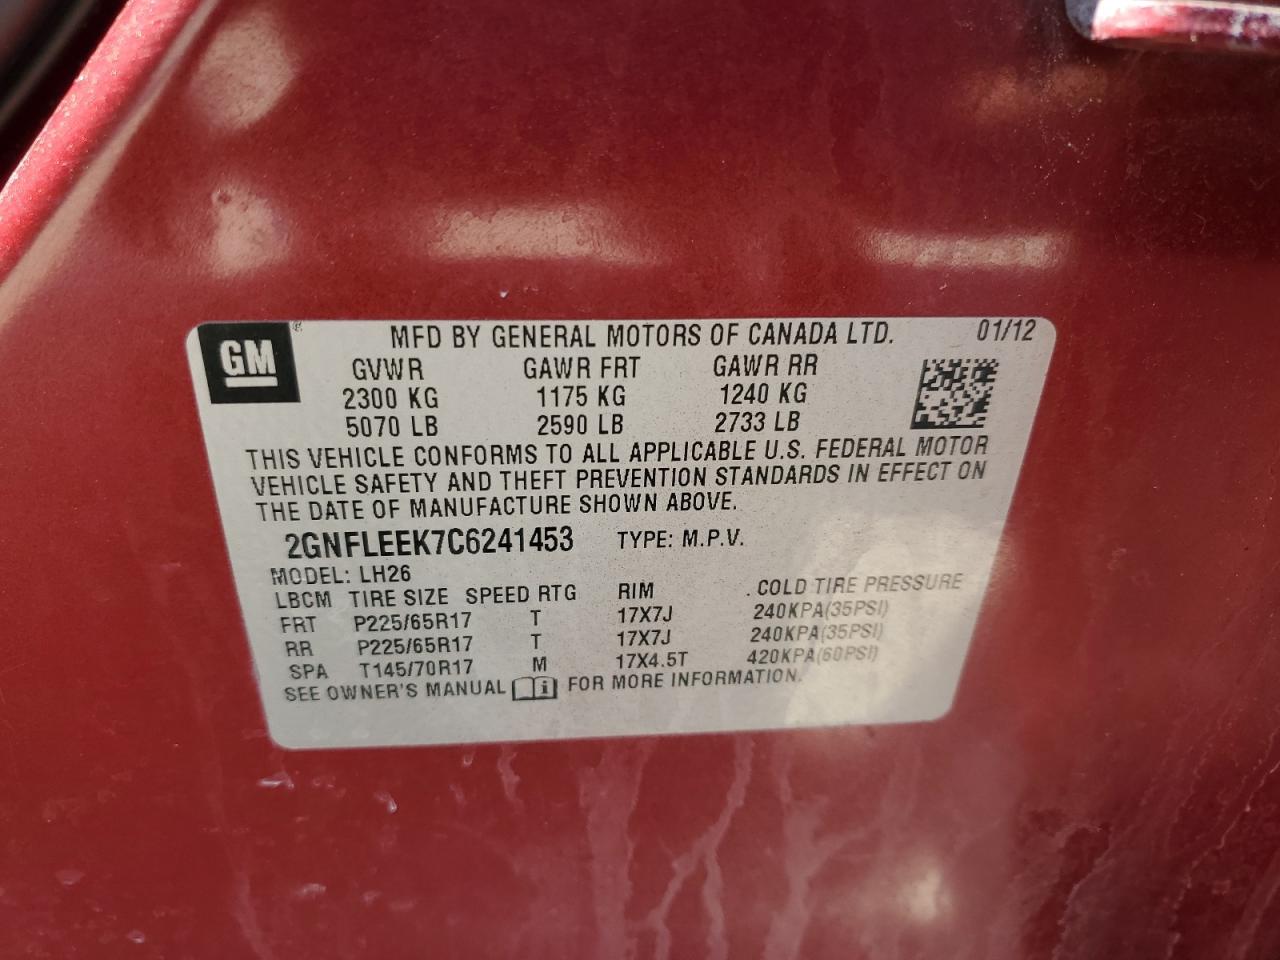 GM ® MFD BY GENERAL MOTORS OF CANADA LTD. 01/12
GVWR GAWR FRT GAWR RR
2300 KG 1175 KG 1240 KG
5070 LB 2590 LB 2733 LB
THIS VEHICLE CONFORMS TO ALL APPLICABLE U.S. FEDERAL MOTOR
VEHICLE SAFETY AND THEFT PREVENTION STANDARDS IN EFFECT ON
THE DATE OF MANUFACTURE SHOWN ABOVE.
2GNFLEEK7C6241453 TYPE: M.P.V.
MODEL: LH26
LBCM TIRE SIZE SPEED RTG RIM . COLD TIRE PRESSURE
FRT P225/65R17 T 17X7J 240KPA(35PSI)
RR P225/65R17 T 17X7J 240KPA(35PSI)
SPA T145/70R17 M 17X4.5T 420KPA(60PSI)
SEE OWNER'S MANUAL FOR MORE INFORMATION.